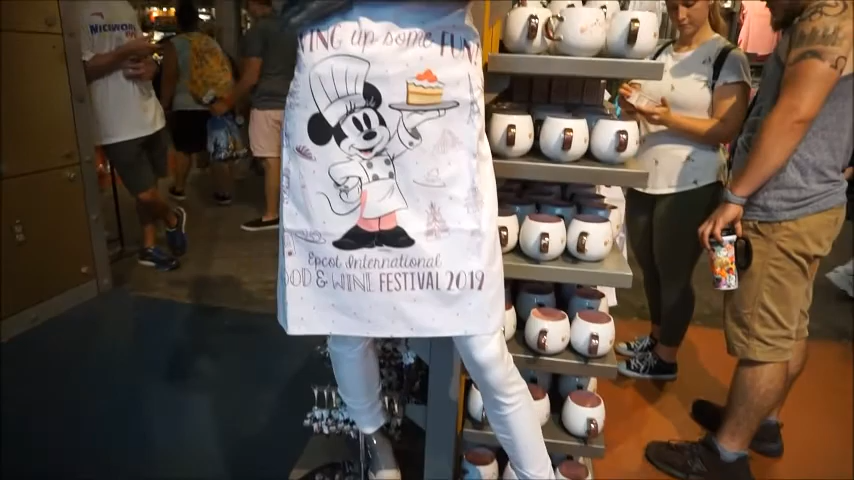 ING up SOME FUN!
Epcot International
OOD & WINE FESTIVAL 2019